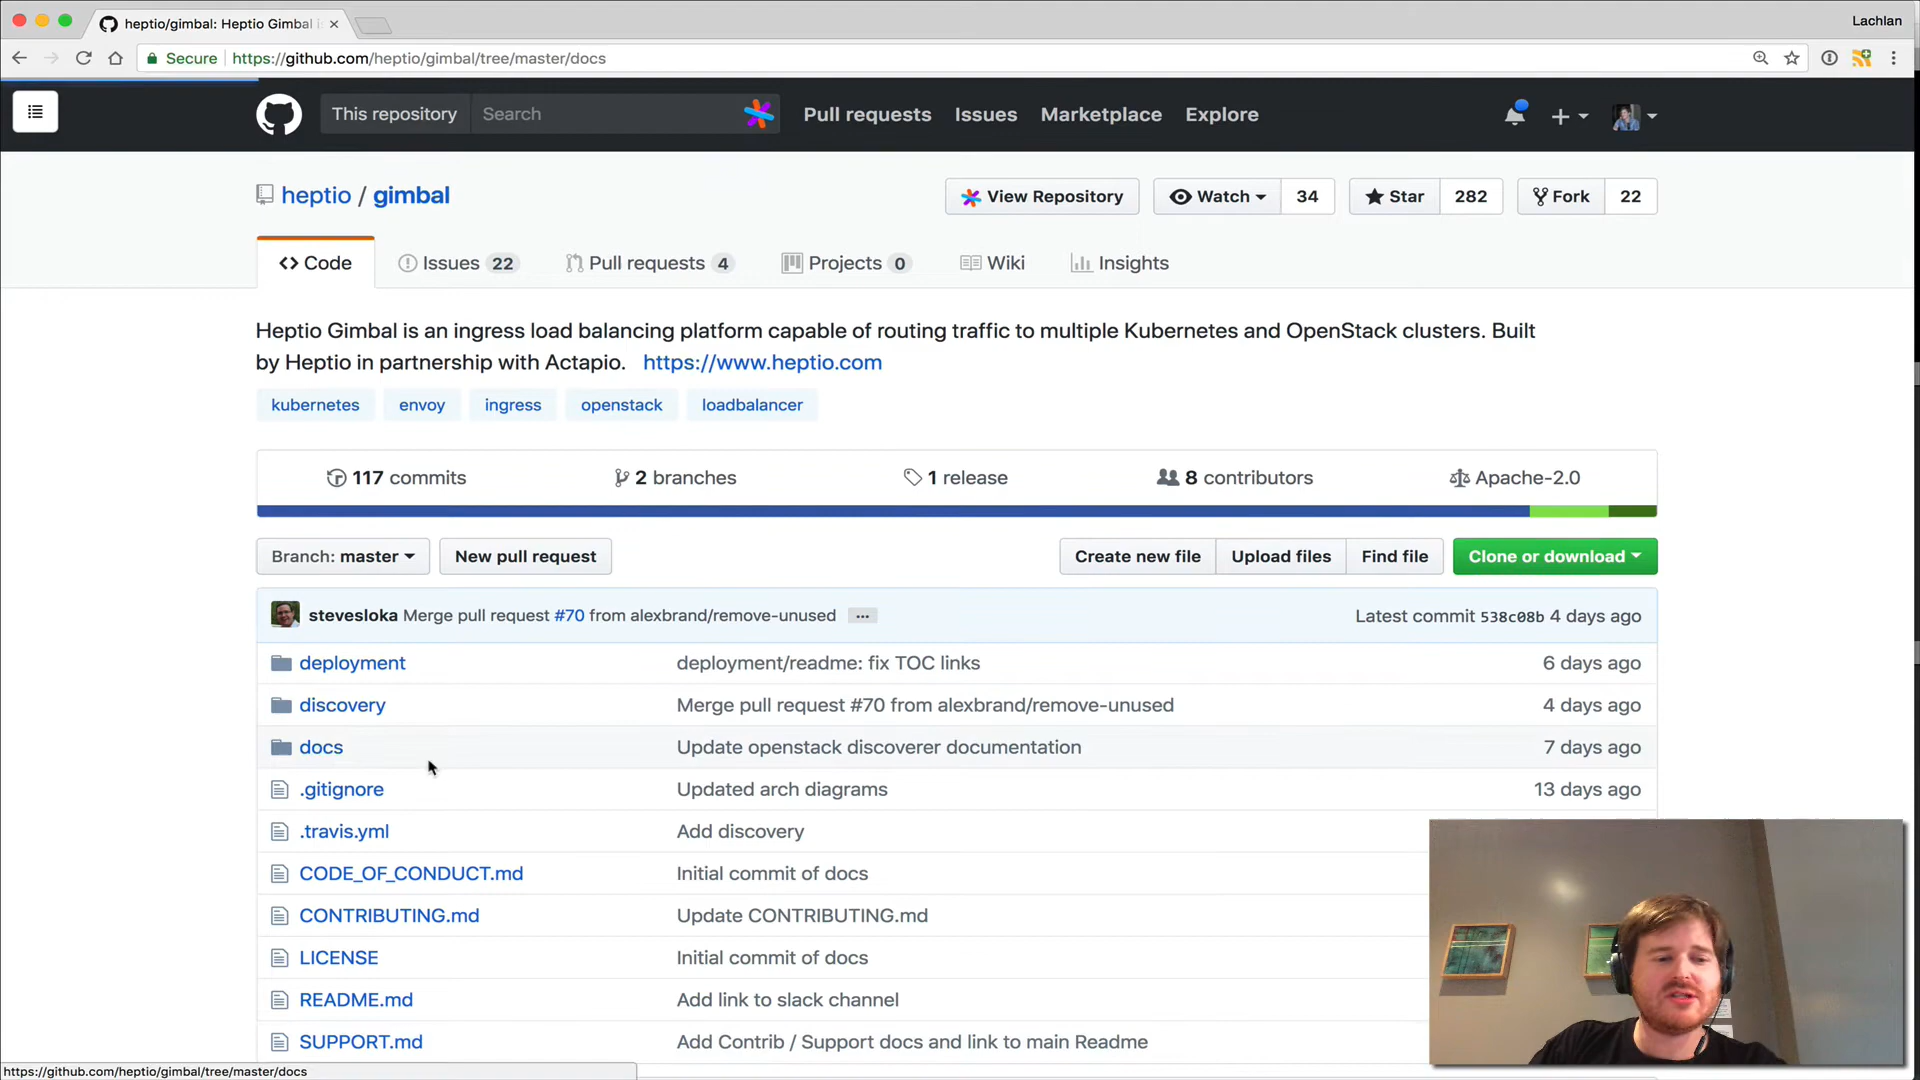 heptio/gimbal: Heptio Gimbal is
Lachlan
Secure https://github.com/heptio/gimbal/tree/master/docs
This repository Search Pull requests Issues Marketplace Explore
heptio / gimbal View Repository Watch 34 Star 282 Fork 22
Code Issues 22 Pull requests 4 Projects 0 Wiki Insights
Heptio Gimbal is an ingress load balancing platform capable of routing traffic to multiple Kubernetes and OpenStack clusters. Built
by Heptio in partnership with Actapio. https://www.heptio.com
kubernetes envoy ingress openstack loadbalancer
117 commits 2 branches 1 release 8 contributors Apache-2.0
Branch: master New pull request Create new file Upload files Find file Clone or download
stevesloka Merge pull request #70 from alexbrand/remove-unused ... Latest commit 538c08b 4 days ago
deployment deployment/readme: fix TOC links 6 days ago
discovery Merge pull request #70 from alexbrand/remove-unused 4 days ago
docs Update openstack discoverer documentation 7 days ago
.gitignore Updated arch diagrams 13 days ago
.travis.yml Add discovery
CODE_OF_CONDUCT.md Initial commit of docs
CONTRIBUTING.md Update CONTRIBUTING.md
LICENSE Initial commit of docs
README.md Add link to slack channel
SUPPORT.md Add Contrib / Support docs and link to main Readme
https://github.com/heptio/gimbal/tree/master/docs